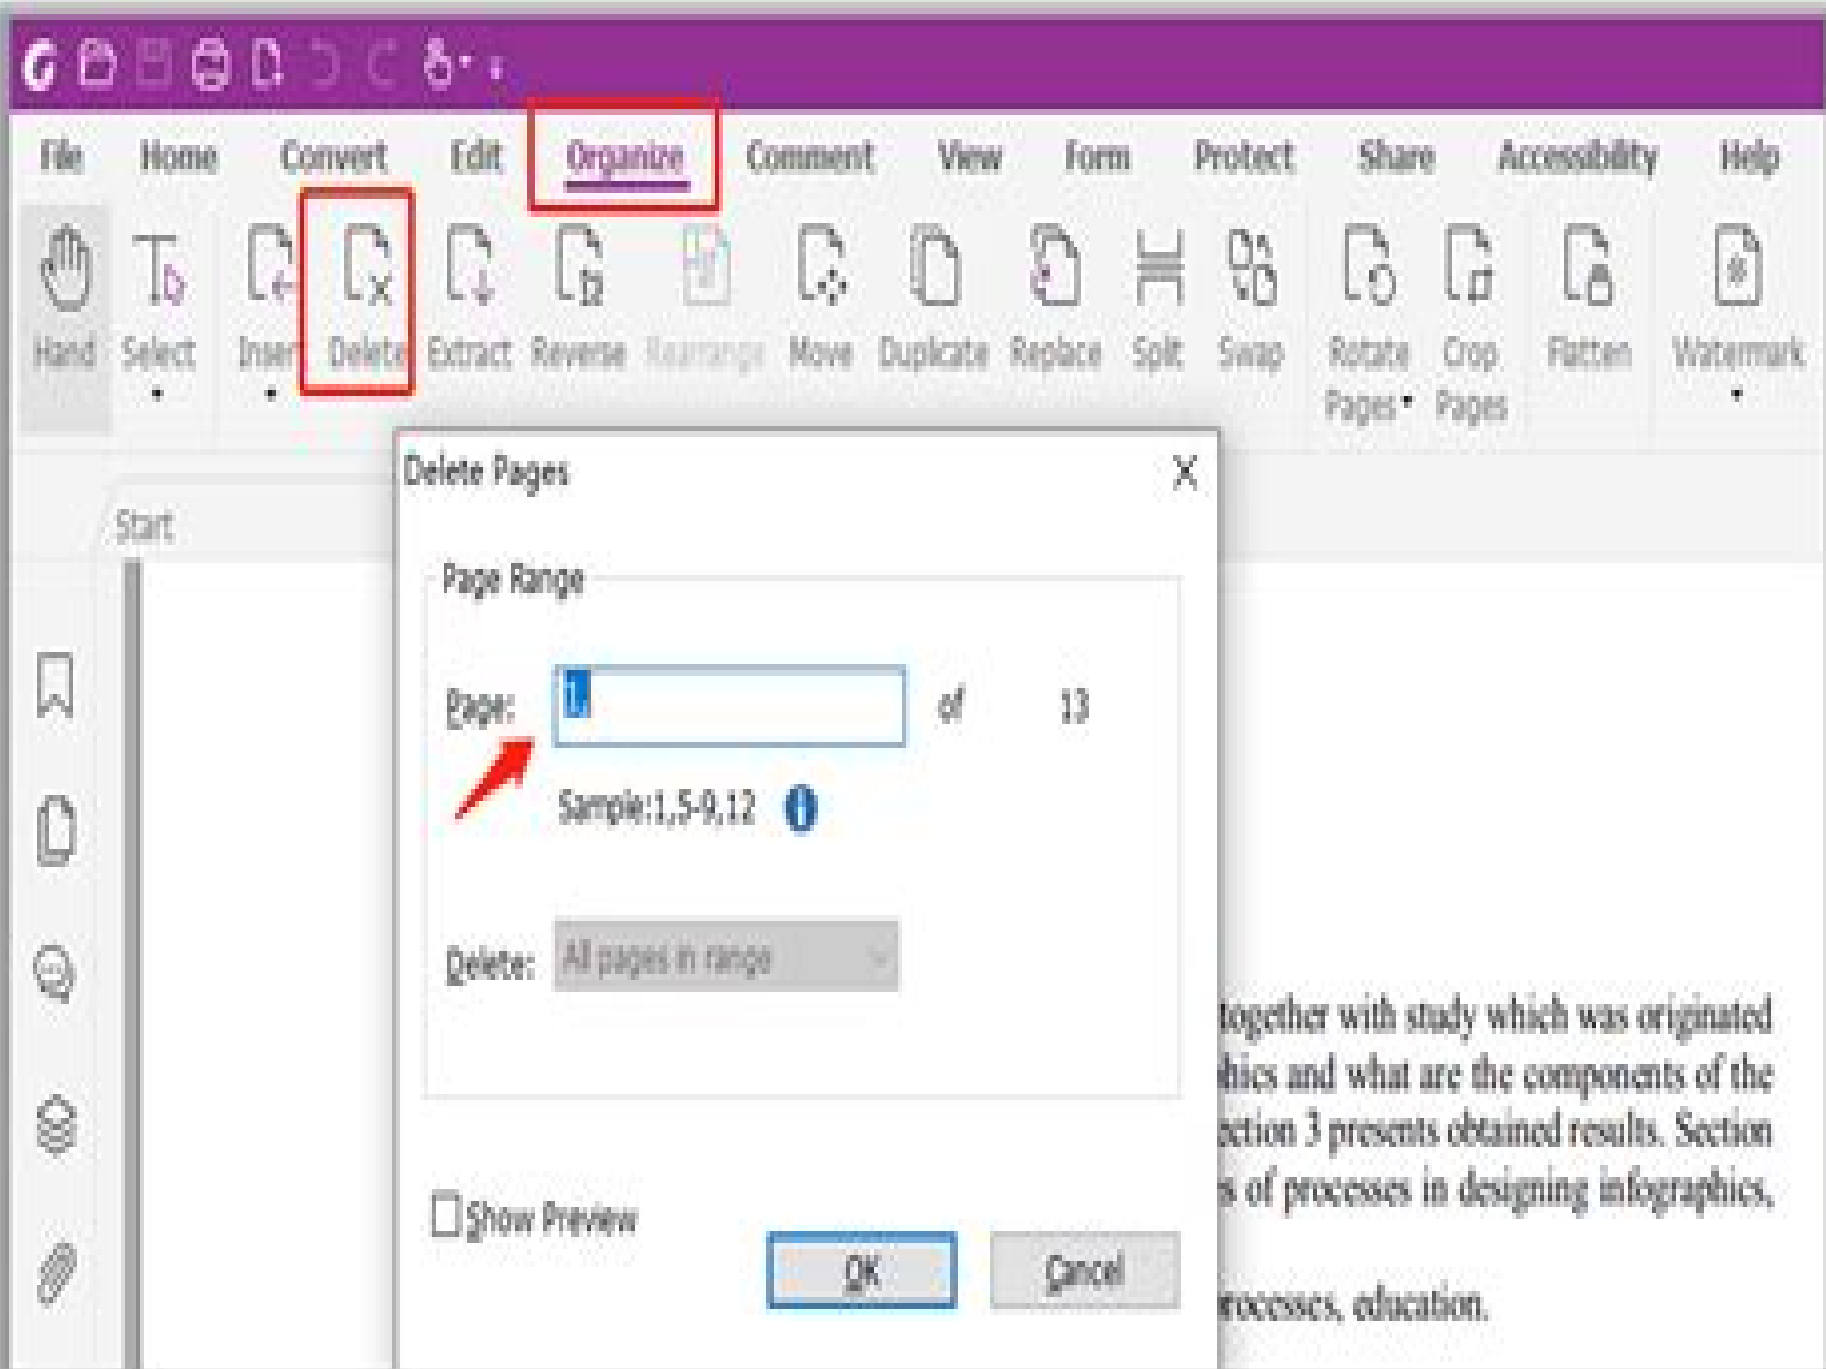 File Home Convert Edit Organize Comment View Form Protect Share Accessibility Help
Hand Select Insert Delete Extract Reverse Rearrange Move Duplicate Replace Split Swap Rotate Pages Crop Pages Flatten Watermark
Start
Delete Pages X
Page Range
Page: 1, of 13
Sample:1,5-9,12
Delete: All pages in range
Show Preview
OK Cancel
together with study which was originated
hics and what are the components of the
ection 3 presents obtained results. Section
s of processes in designing infographics,
rocesses, education.